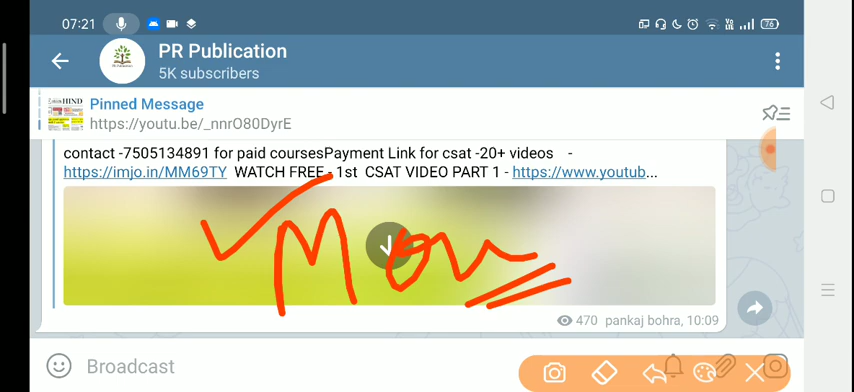 07:21
76
PR Publication
5K subscribers
Pinned Message
https://youtu.be/_nnrO80DyrE
contact -7505134891 for paid coursesPayment Link for csat -20+ videos -
https://imjo.in/MM69TY WATCH FREE - 1st CSAT VIDEO PART 1 - https://www.youtub...
470 pankaj bohra, 10:09
Broadcast